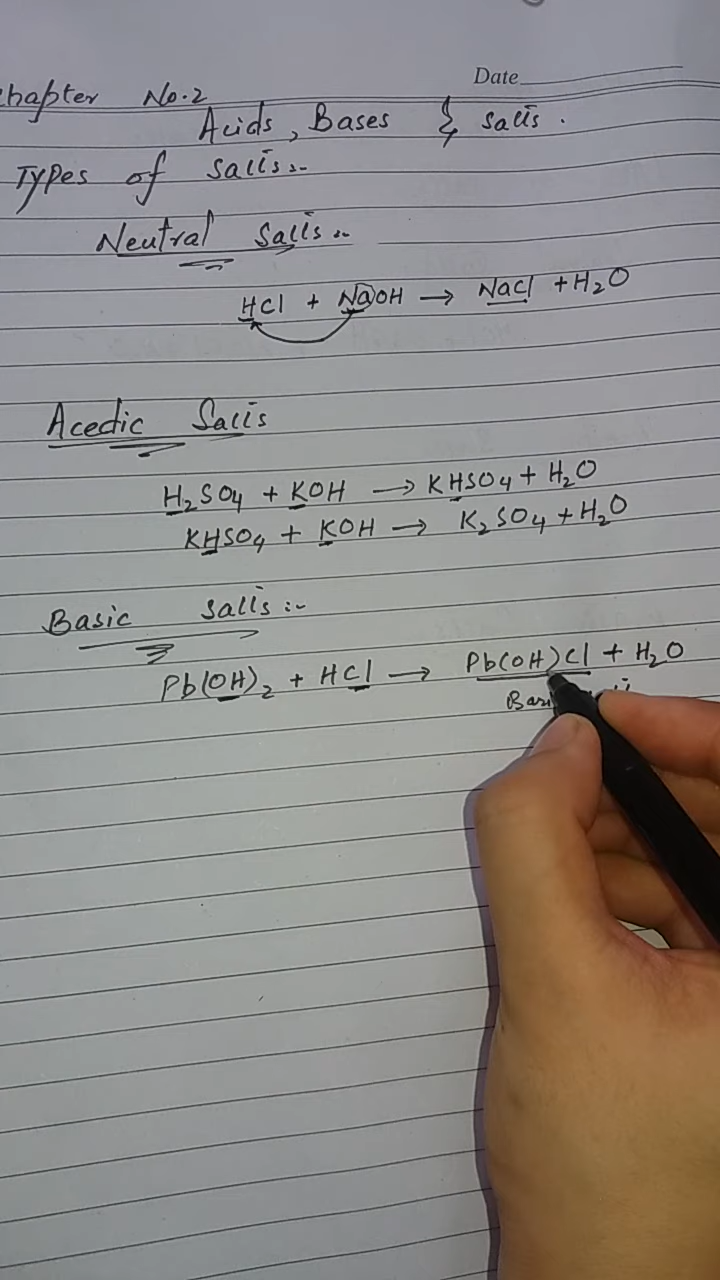 Chapter No.2
Date
Acids, Bases & salts.
Types of salts:-
Neutral Salts:-
HCl + NaOH → NaCl + H₂O
Acedic Salts
H₂SO₄ + KOH → KHSO₄ + H₂O
KHSO₄ + KOH → K₂SO₄ + H₂O
Basic salts:-
Pb(OH)₂ + HCl → Pb(OH)Cl + H₂O